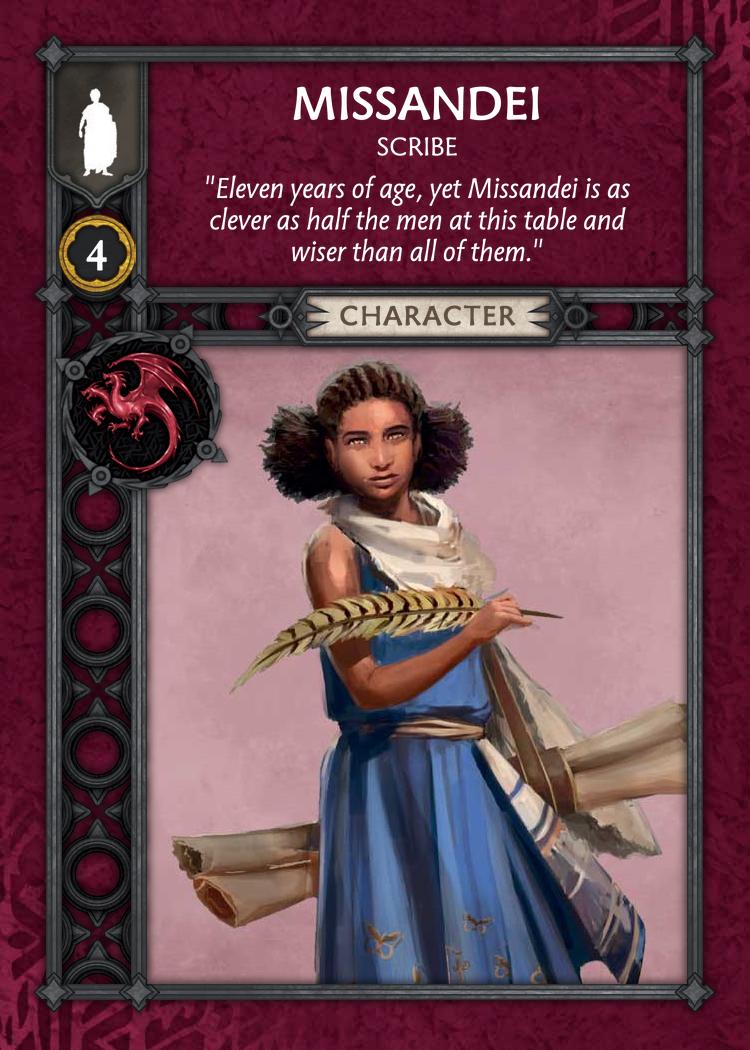 MISSANDEI
SCRIBE
"Eleven years of age, yet Missandei is as
clever as half the men at this table and
wiser than all of them."
4
CHARACTER